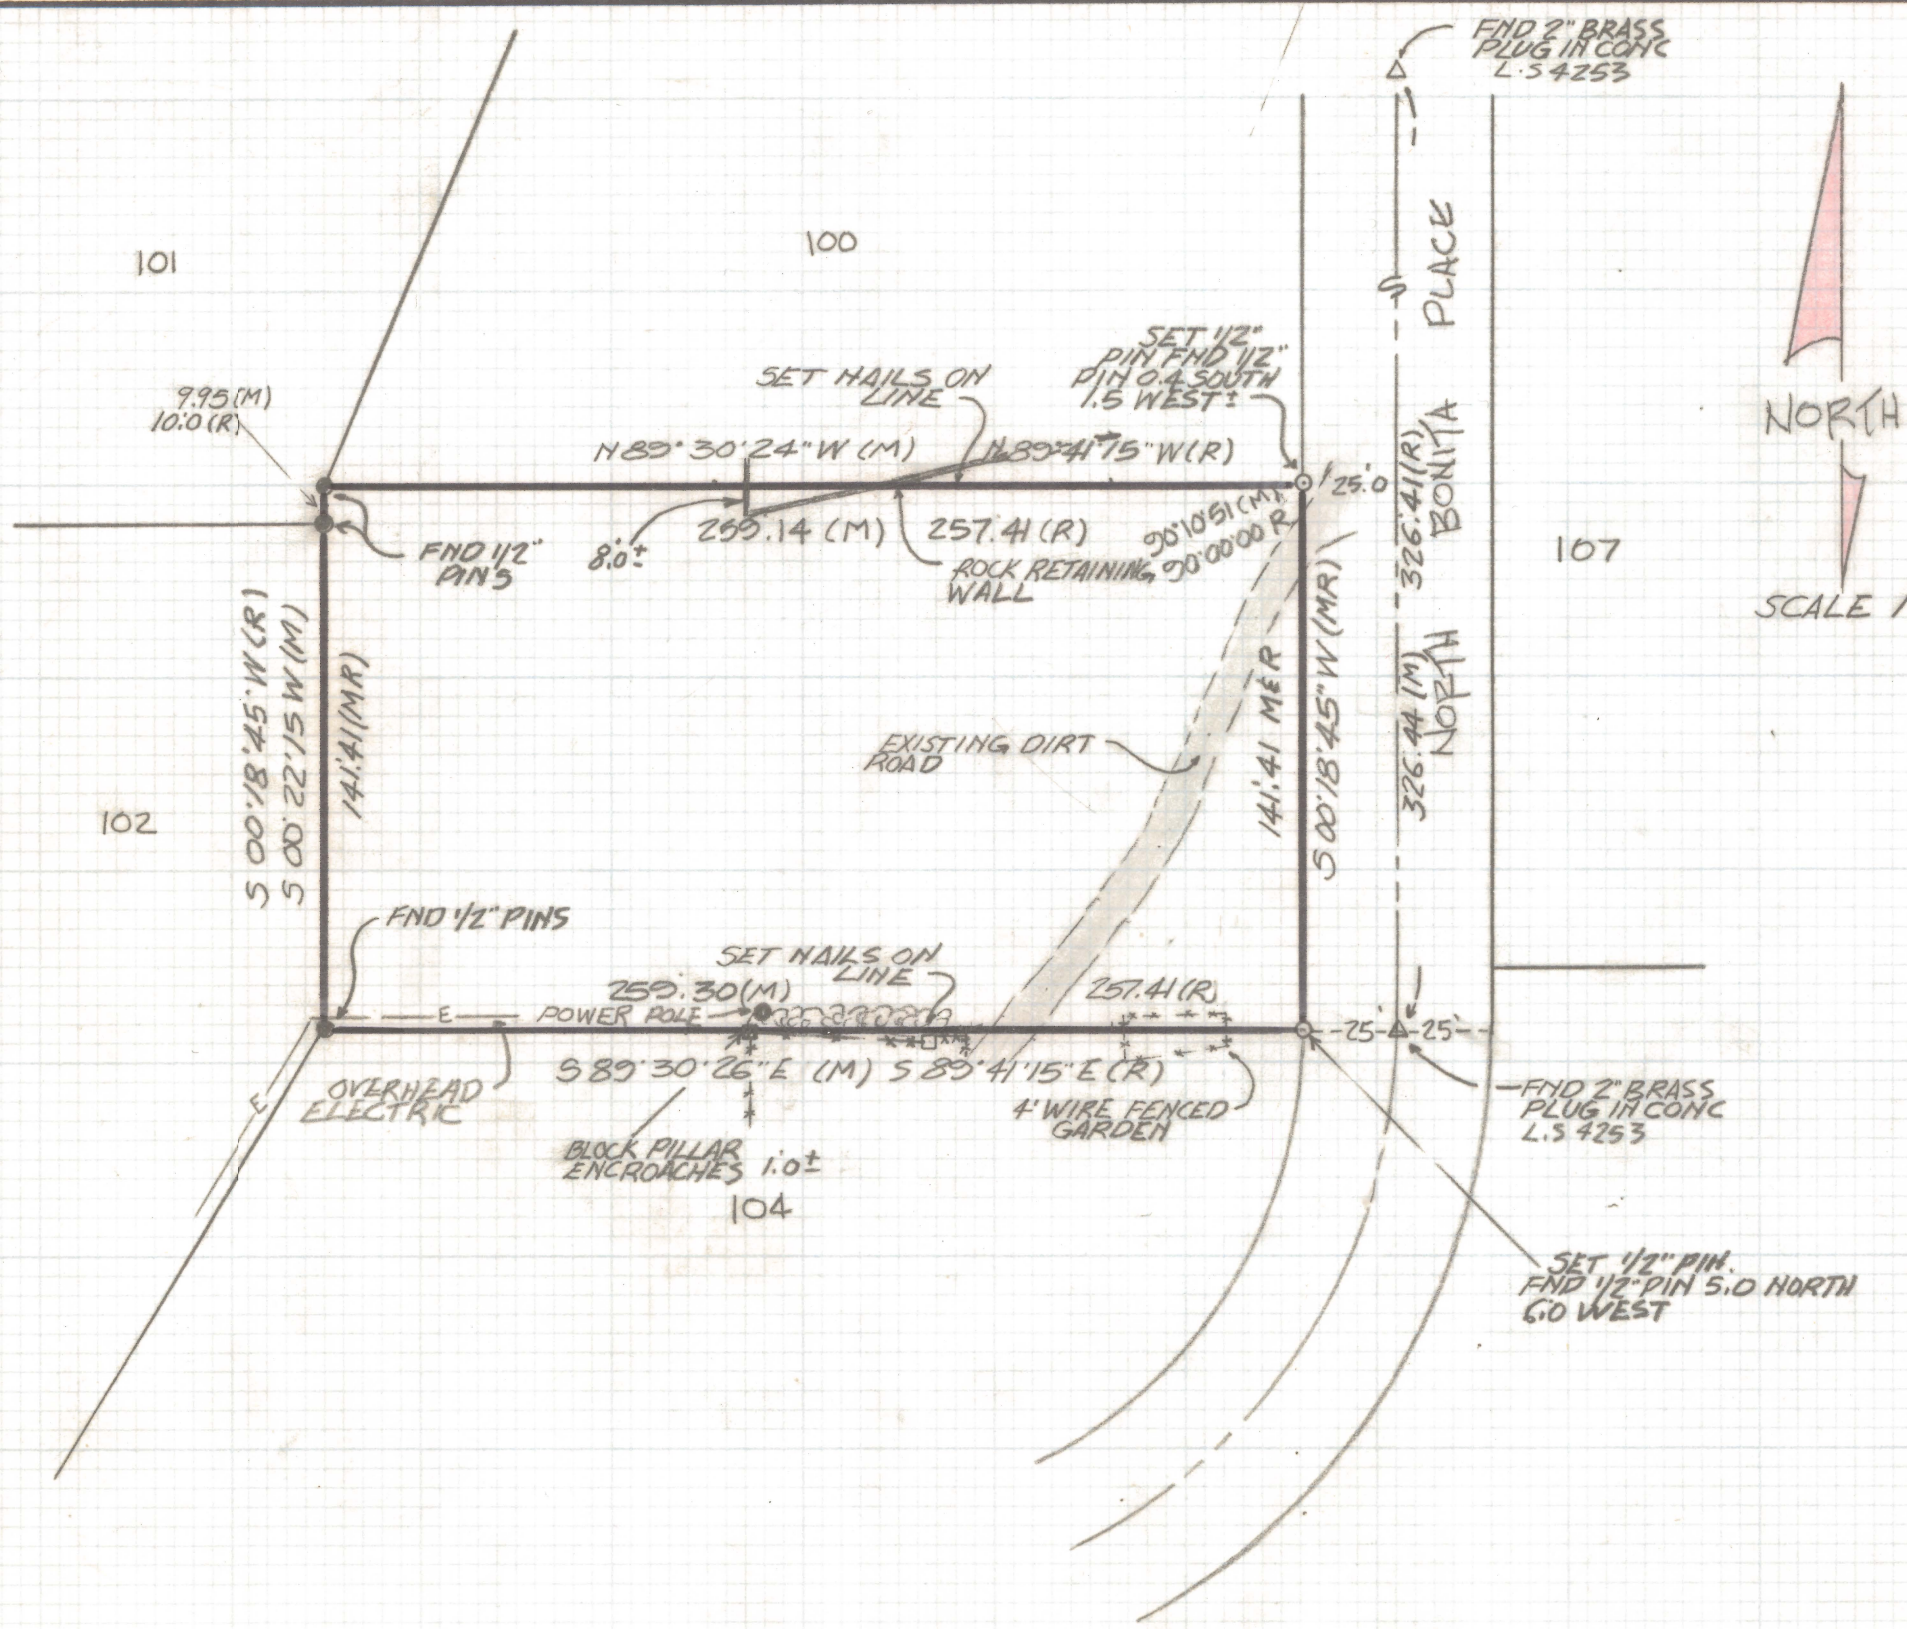 FND 2" BRASS
PLUG IN CONC
L.S 4253
101
100
NORTH
SCALE
9.95 (M)
10.0 (R)
SET NAILS ON
LINE
SET 1/2"
PIN FND 1/2"
PIN 0.4 SOUTH
1.5 WEST ±
N 89° 30' 24" W (M)
N 89° 41' 15" W (R)
25.0
259.14 (M)
257.41 (R)
90°10'51 (M)
90°00'00 R
FND 1/2"
PINS
8.0 ±
ROCK RETAINING
WALL
107
326.41 (R)
326.44 (M)
NORTH BONITA PLACE
S 00°18'45" W (R)
S 00°22'15 W (M)
141.41 (MR)
141.41 M&R
S 00°18'45" W (MR)
EXISTING DIRT
ROAD
102
FND 1/2" PINS
SET NAILS ON
LINE
259.30 (M)
257.41 (R)
E
POWER POLE
25'
25'
S 89° 30' 26" E (M)
S 89° 41' 15" E (R)
OVERHEAD
ELECTRIC
E
4' WIRE FENCED
GARDEN
FND 2" BRASS
PLUG IN CONC
L.S 4253
BLOCK PILLAR
ENCROACHES 1.0 ±
104
SET 1/2" PIN.
FND 1/2" PIN 5.0 NORTH
6.0 WEST